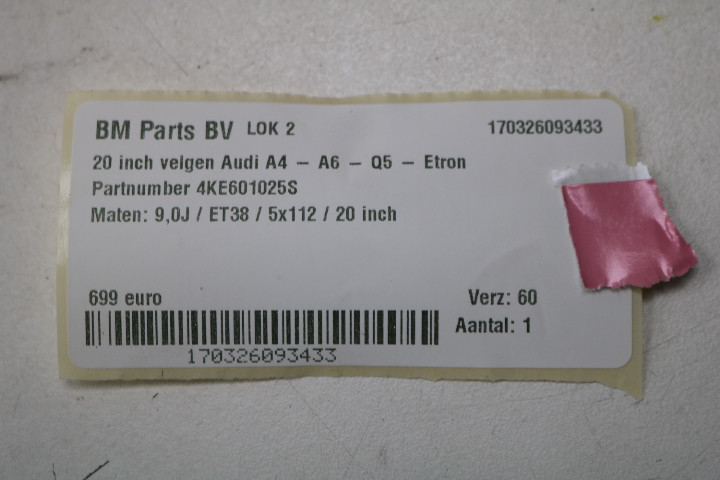 BM Parts BV LOK 2 170326093433
20 inch velgen Audi A4 – A6 – Q5 – Etron
Partnumber 4KE601025S
Maten: 9,0J / ET38 / 5x112 / 20 inch
699 euro Verz: 60
Aantal: 1
170326093433